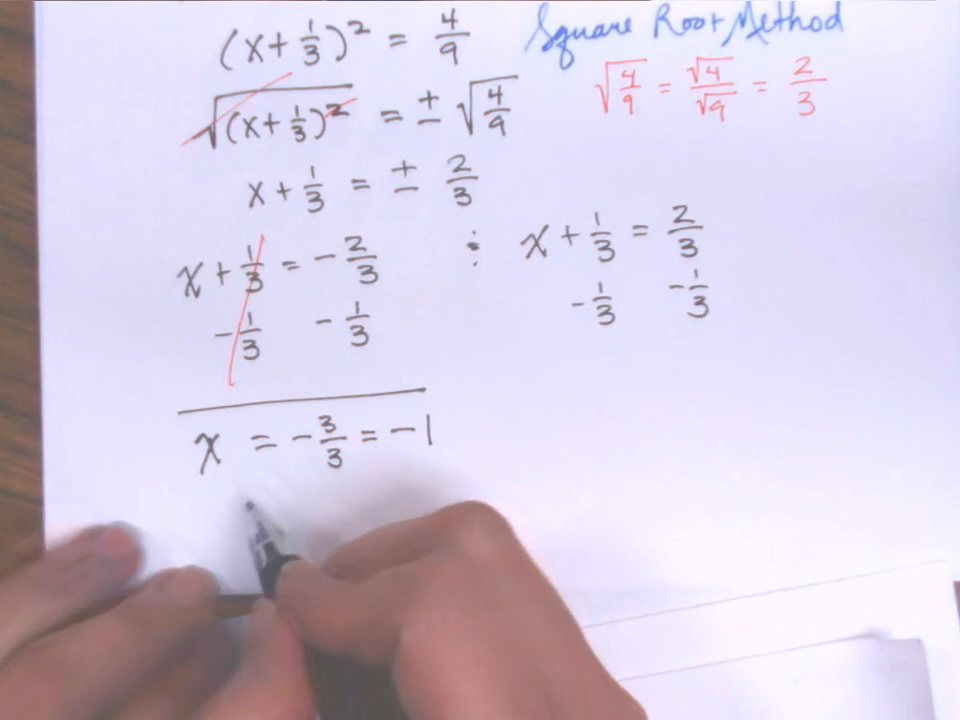 (x + 1/3)² = 4/9
Square Root Method
√(x + 1/3)² = ± √4/9
√4/9 = √4/√9 = 2/3
x + 1/3 = ± 2/3
x + 1/3 = - 2/3 : x + 1/3 = 2/3
- 1/3 - 1/3 - 1/3 - 1/3
x = - 3/3 = - 1